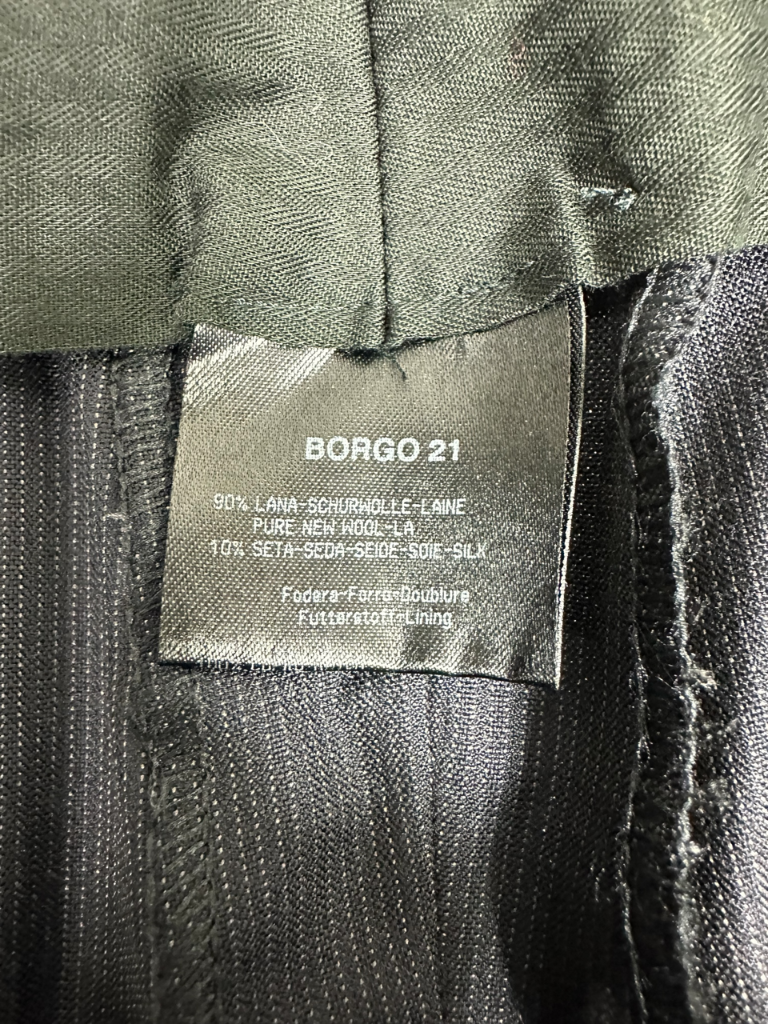 BORGO 21
90% LANA-SCHURWOLLE-LAINE
PURE NEW WOOL-LA
10% SETA-SEDA-SEIDE-SOIE-SILK
Fodera-Forro-Doublure
Futterstoff-Lining